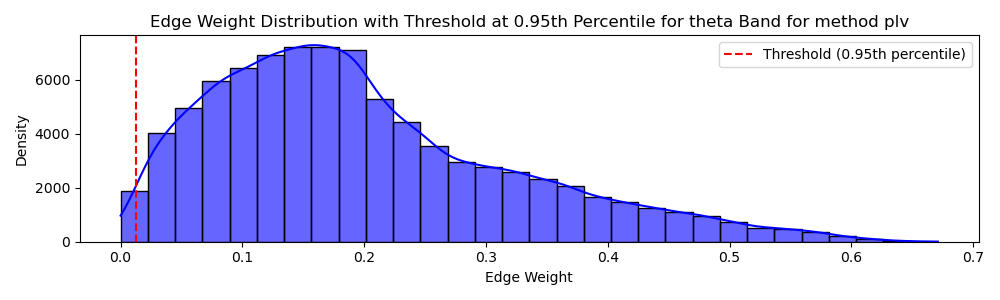 Edge Weight Distribution with Threshold at 0.95th Percentile for theta Band for method plv
Threshold (0.95th percentile)
Density
6000
4000
2000
0
0.0 0.1 0.2 0.3 0.4 0.5 0.6 0.7
Edge Weight